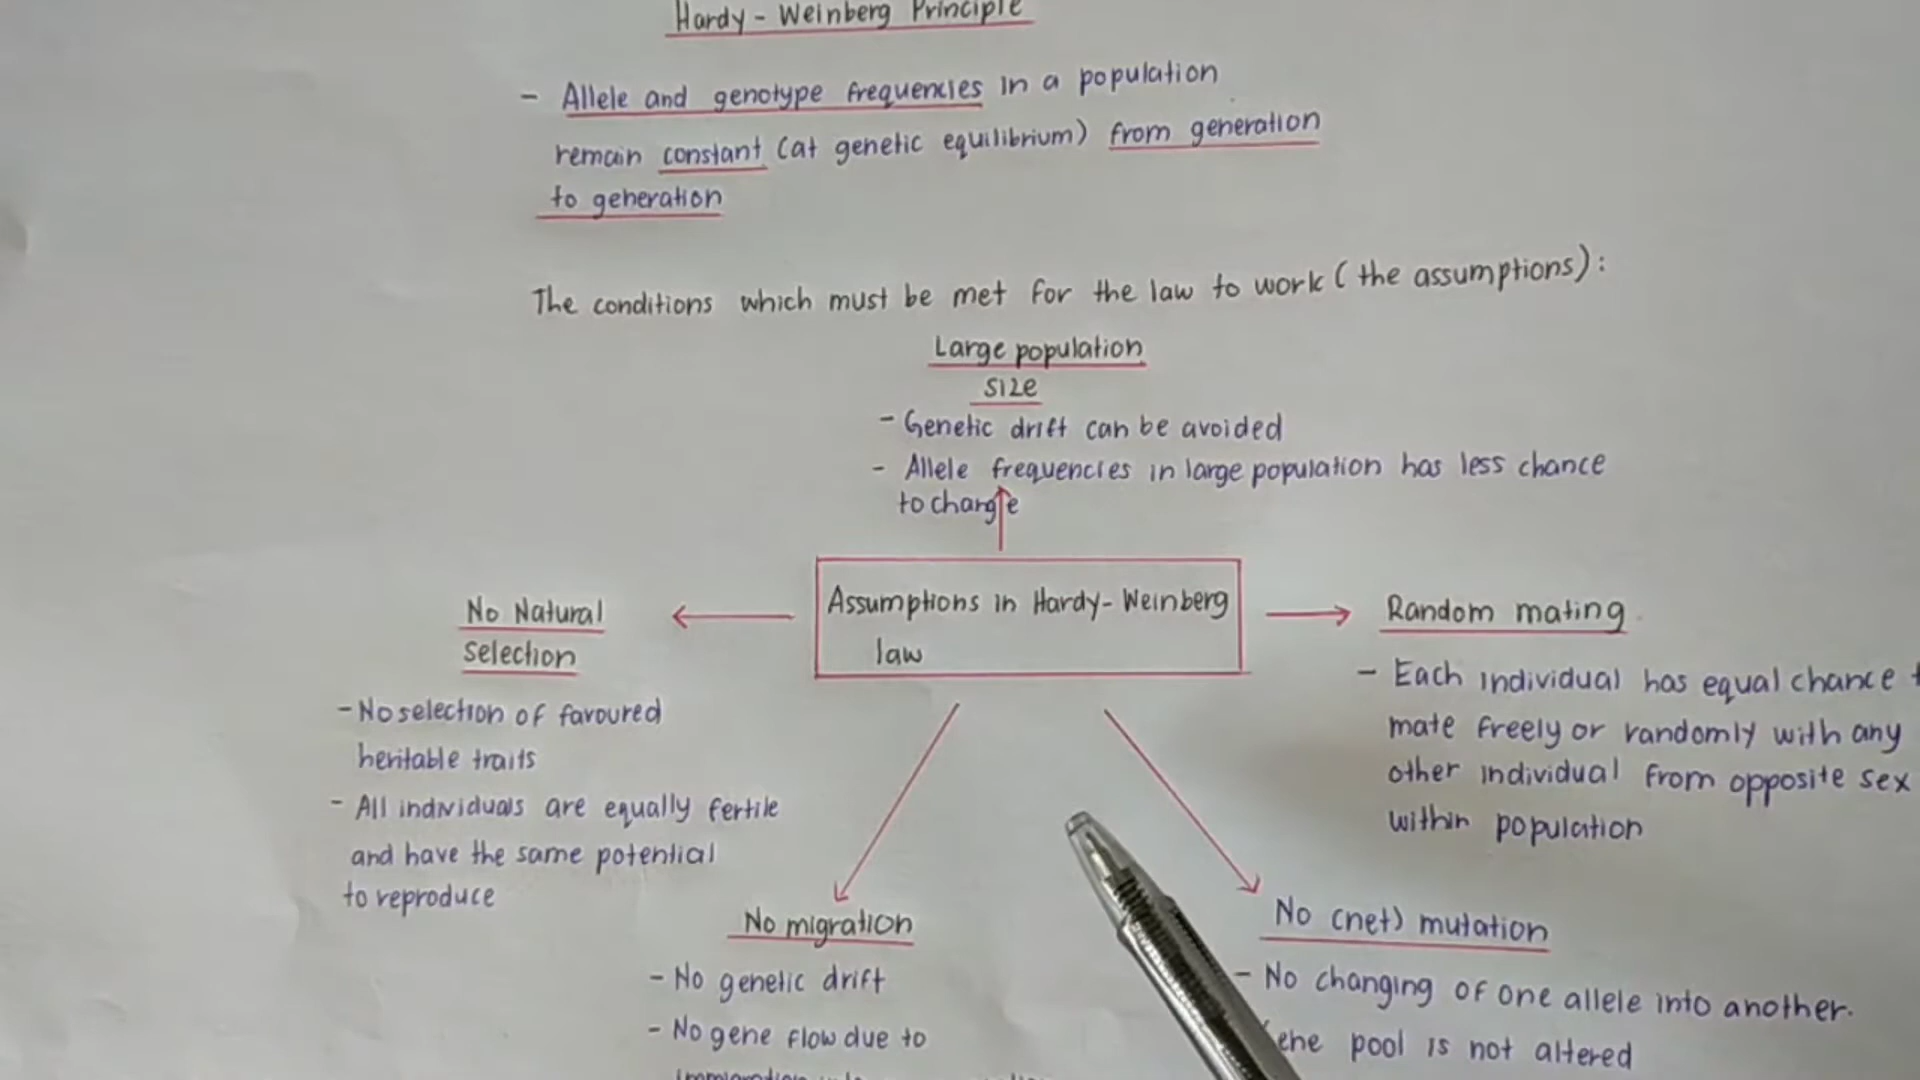 Hardy - Weinberg Principle
- Allele and genotype frequencies in a population
remain constant (at genetic equilibrium) from generation
to generation
The conditions which must be met for the law to work (the assumptions):
Large population
size
- Genetic drift can be avoided
- Allele frequencies in large population has less chance
to change
Assumptions in Hardy-Weinberg
law
No Natural
selection
- No selection of favoured
heritable traits
- All individuals are equally fertile
and have the same potential
to reproduce
Random mating
- Each individual has equal chance
mate freely or randomly with any
other individual from opposite sex
within population
No migration
- No genetic drift
- No gene flow due to
No (net) mutation
- No changing of one allele into another.
pool is not altered